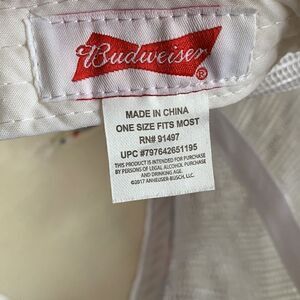 Budweiser®
MADE IN CHINA
ONE SIZE FITS MOST
RN# 91497
UPC #797642651195
THIS PRODUCT IS INTENDED FOR PURCHASE
BY PERSONS OF LEGAL ALCOHOL PURCHASE
AND DRINKING AGE.
©2017 ANHEUSER-BUSCH, LLC.